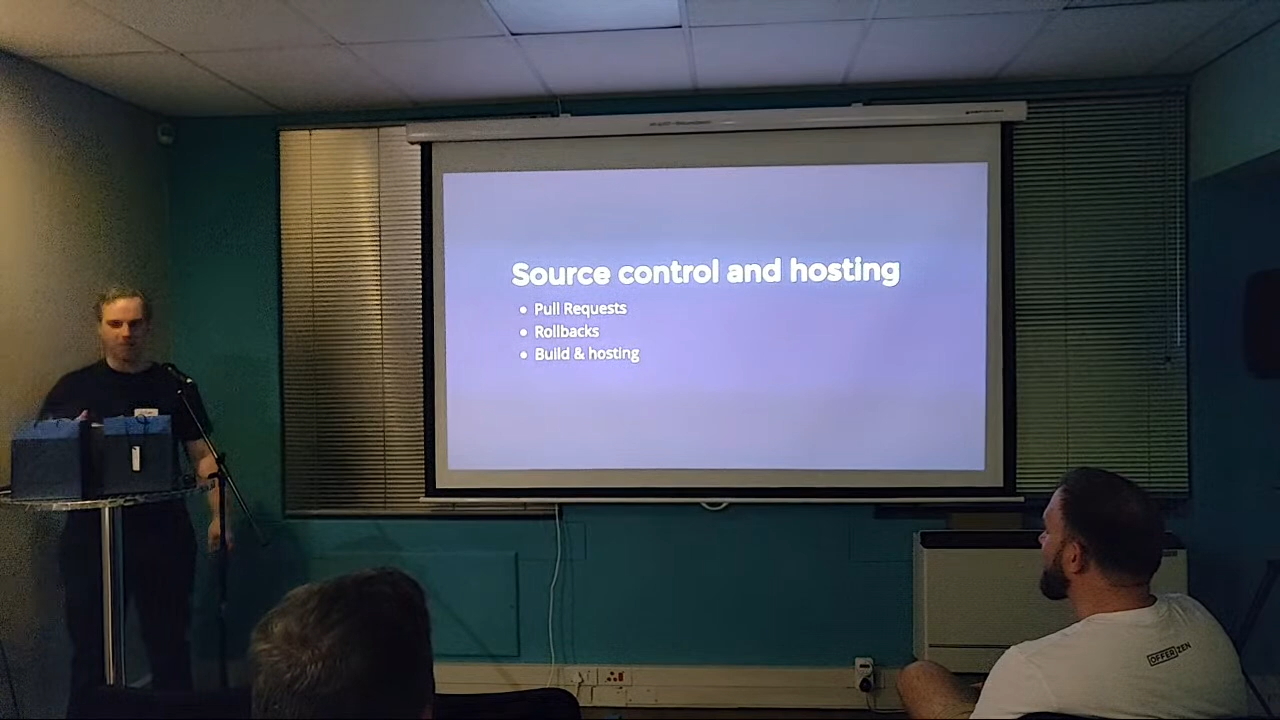 Source control and hosting
• Pull Requests
• Rollbacks
• Build & hosting
OFFERZEN